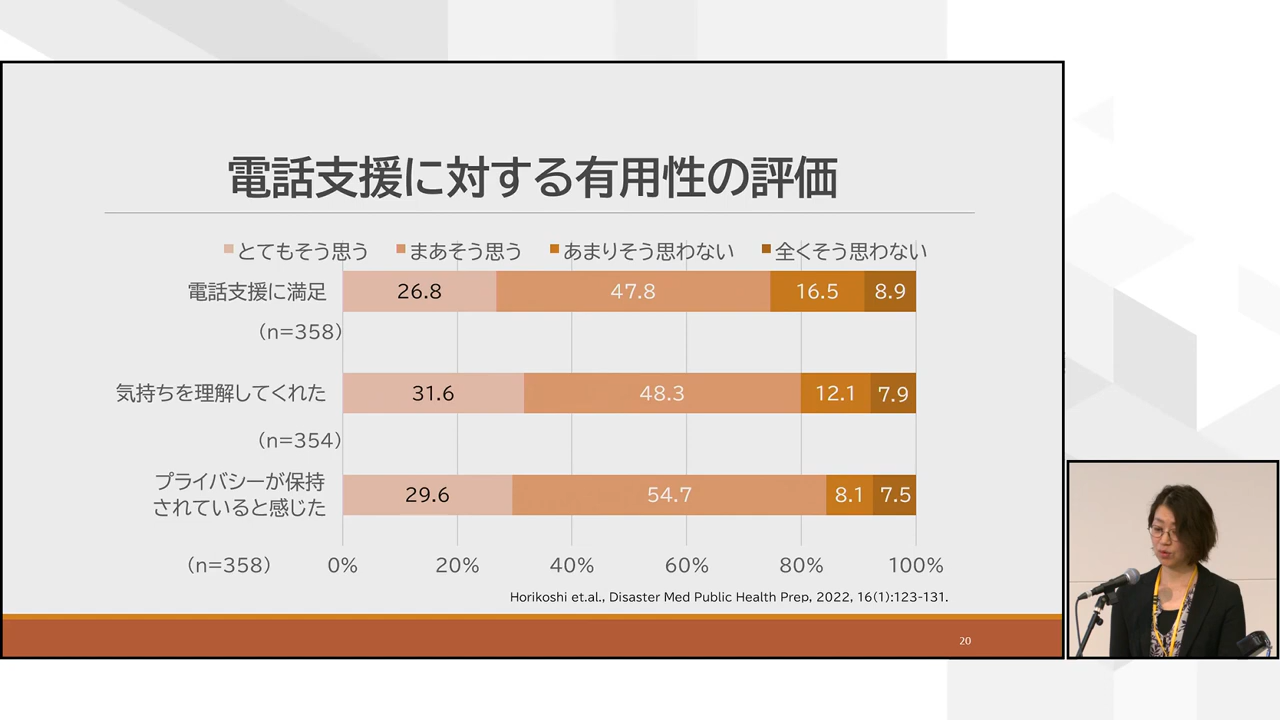 電話支援に対する有用性の評価
とてもそう思う まあそう思う あまりそう思わない 全くそう思わない
電話支援に満足 26.8 47.8 16.5 8.9
(n=358)
気持ちを理解してくれた 31.6 48.3 12.1 7.9
(n=354)
プライバシーが保持
されていると感じた 29.6 54.7 8.1 7.5
(n=358) 0% 20% 40% 60% 80% 100%
Horikoshi et.al., Disaster Med Public Health Prep, 2022, 16(1):123-131.
20